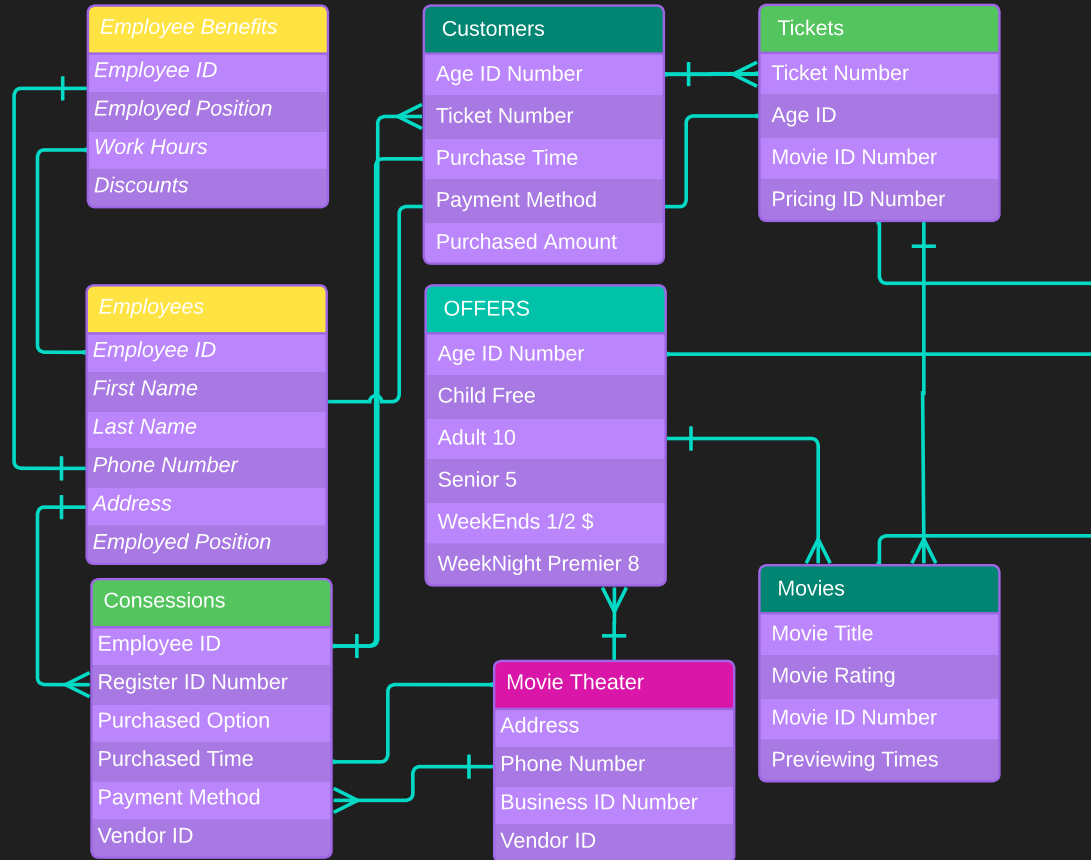 Employee Benefits
Employee ID
Employed Position
Work Hours
Discounts
Customers
Age ID Number
Ticket Number
Purchase Time
Payment Method
Purchased Amount
Tickets
Ticket Number
Age ID
Movie ID Number
Pricing ID Number
Employees
Employee ID
First Name
Last Name
Phone Number
Address
Employed Position
OFFERS
Age ID Number
Child Free
Adult 10
Senior 5
WeekEnds 1/2 $
WeekNight Premier 8
Consessions
Employee ID
Register ID Number
Purchased Option
Purchased Time
Payment Method
Vendor ID
Movie Theater
Address
Phone Number
Business ID Number
Vendor ID
Movies
Movie Title
Movie Rating
Movie ID Number
Previewing Times